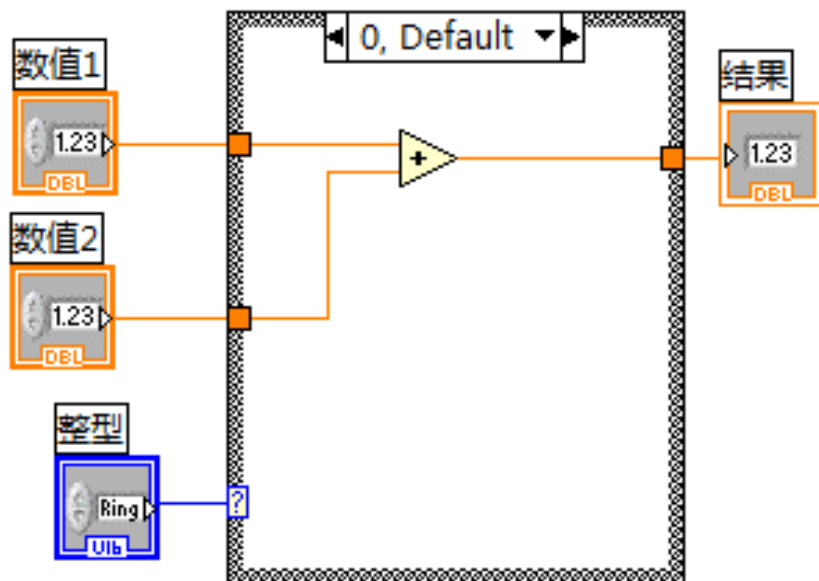 0, Default
数值1
1.23
DBL
+
结果
1.23
DBL
数值2
1.23
DBL
整型
Ring
?
U16